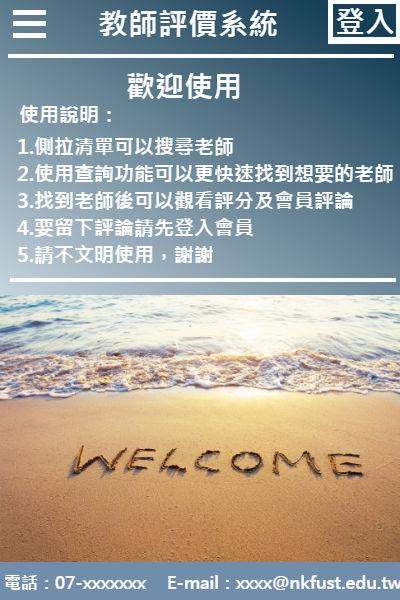 教師評價系統
登入
歡迎使用
使用說明：
1.側拉清單可以搜尋老師
2.使用查詢功能可以更快速找到想要的老師
3.找到老師後可以觀看評分及會員評論
4.要留下評論請先登入會員
5.請不文明使用，謝謝
WELCOME
電話：07-xxxxxxx E-mail：xxxx@nkfust.edu.tw